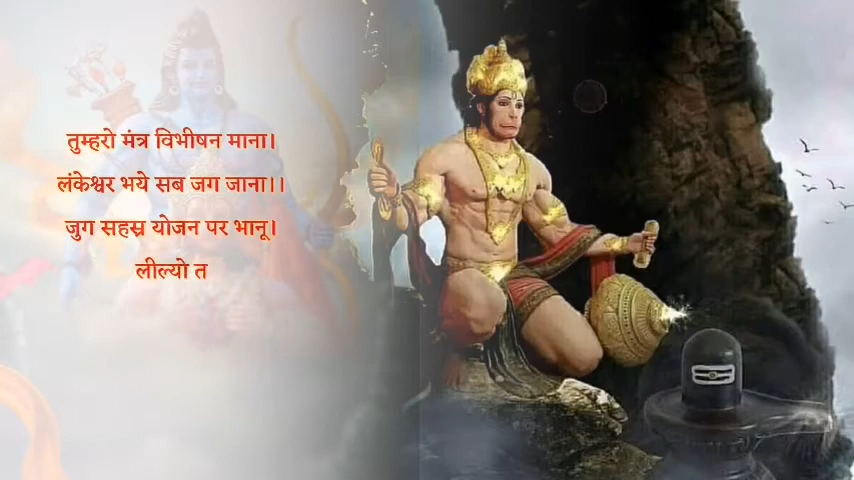 तुम्हरो मंत्र विभीषन माना।
लंकेश्वर भये सब जग जाना।।
जुग सहस्र योजन पर भानू।
लील्यो त